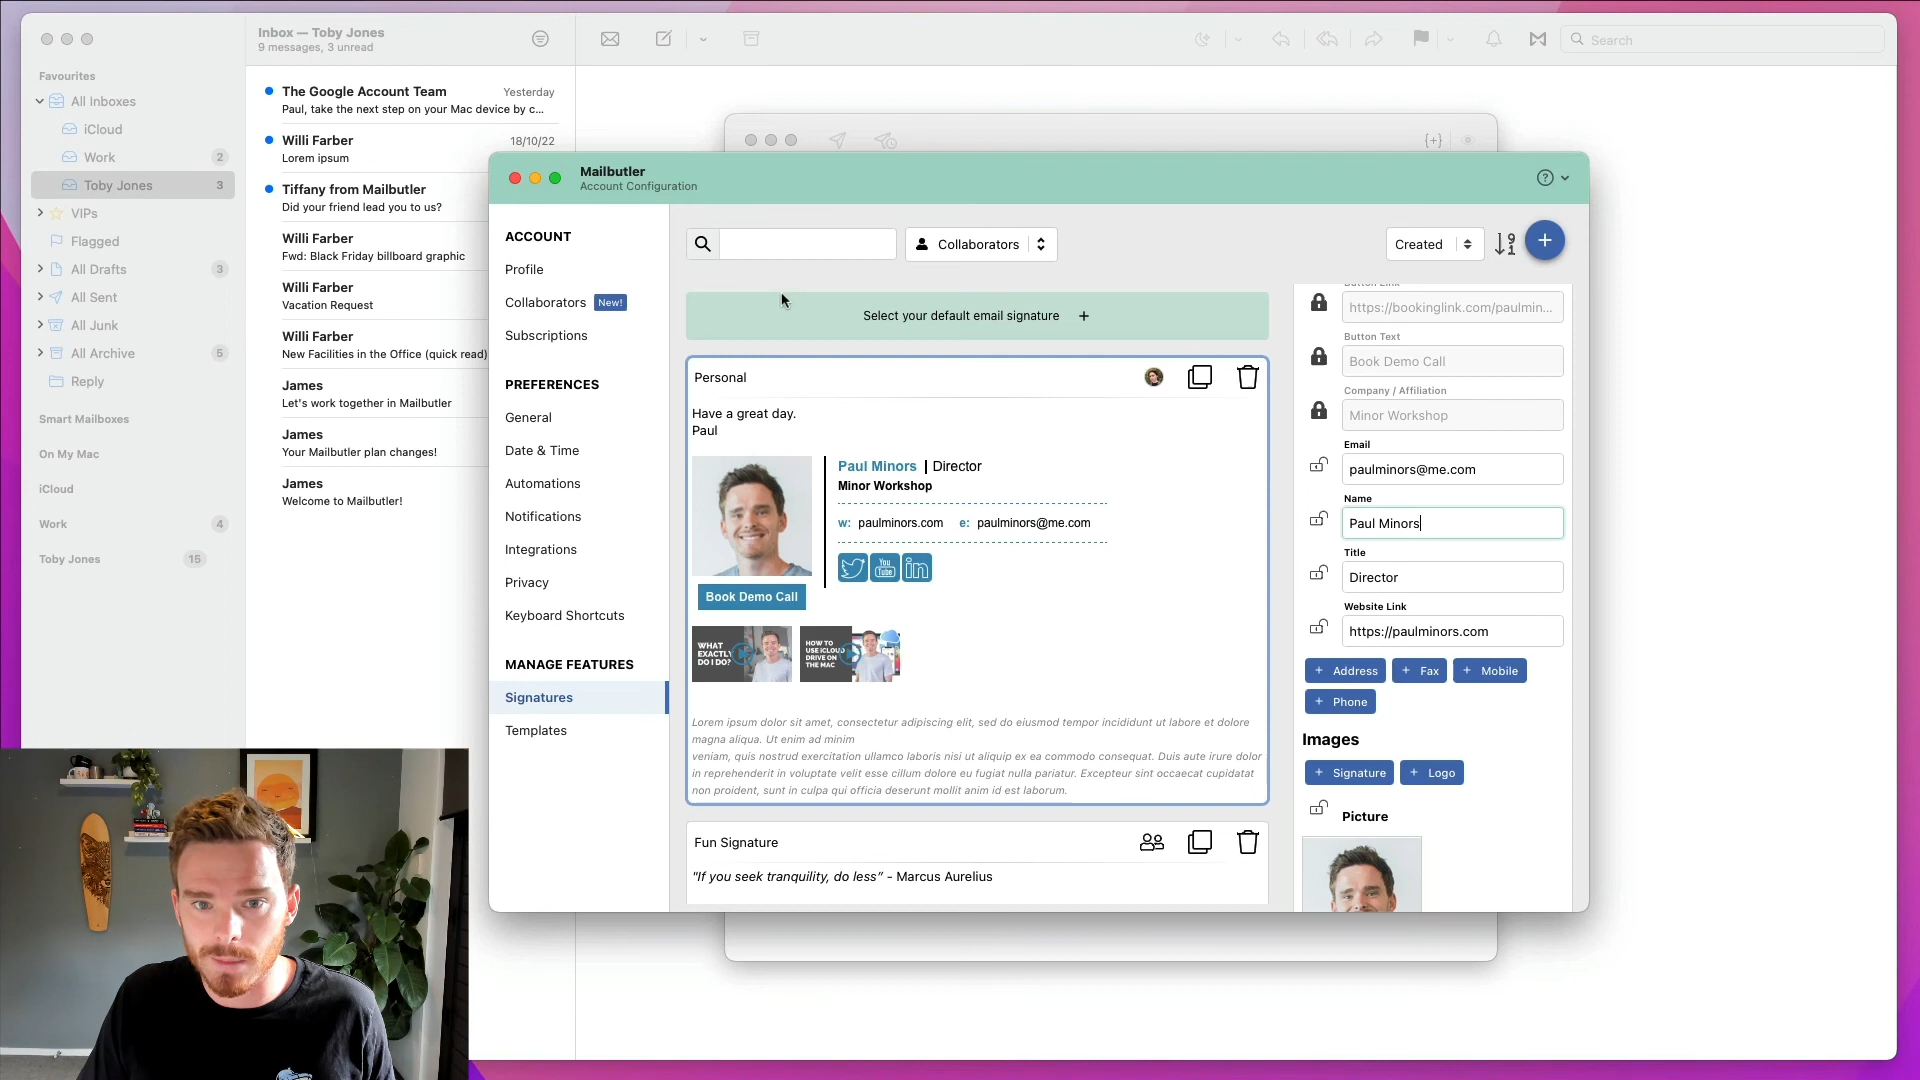 Inbox — Toby Jones
9 messages, 3 unread
Search
Favourites
All Inboxes
iCloud
Work 2
Toby Jones 3
VIPs
Flagged
All Drafts 3
All Sent
All Junk
All Archive 5
Reply
Smart Mailboxes
On My Mac
iCloud
Work 4
Toby Jones 15
The Google Account Team Yesterday
Paul, take the next step on your Mac device by c...
Willi Farber 18/10/22
Lorem ipsum
Tiffany from Mailbutler
Did your friend lead you to us?
Willi Farber
Fwd: Black Friday billboard graphic
Willi Farber
Vacation Request
Willi Farber
New Facilities in the Office (quick read)
James
Let's work together in Mailbutler
James
Your Mailbutler plan changes!
James
Welcome to Mailbutler!
Mailbutler
Account Configuration
ACCOUNT
Profile
Collaborators New!
Subscriptions
PREFERENCES
General
Date & Time
Automations
Notifications
Integrations
Privacy
Keyboard Shortcuts
MANAGE FEATURES
Signatures
Templates
Collaborators
Created
Select your default email signature +
Personal
Have a great day.
Paul
Paul Minors | Director
Minor Workshop
w: paulminors.com e: paulminors@me.com
You Tube
in
Book Demo Call
WHAT
EXACTLY
DO I DO?
HOW TO
USE ICLOUD
DRIVE ON
THE MAC
Lorem ipsum dolor sit amet, consectetur adipiscing elit, sed do eiusmod tempor incididunt ut labore et dolore
magna aliqua. Ut enim ad minim
veniam, quis nostrud exercitation ullamco laboris nisi ut aliquip ex ea commodo consequat. Duis aute irure dolor
in reprehenderit in voluptate velit esse cillum dolore eu fugiat nulla pariatur. Excepteur sint occaecat cupidatat
non proident, sunt in culpa qui officia deserunt mollit anim id est laborum.
Fun Signature
"If you seek tranquility, do less” - Marcus Aurelius
Button Link
https://bookinglink.com/paulmin...
Button Text
Book Demo Call
Company / Affiliation
Minor Workshop
Email
paulminors@me.com
Name
Paul Minors
Title
Director
Website Link
https://paulminors.com
+ Address + Fax + Mobile
+ Phone
Images
+ Signature + Logo
Picture